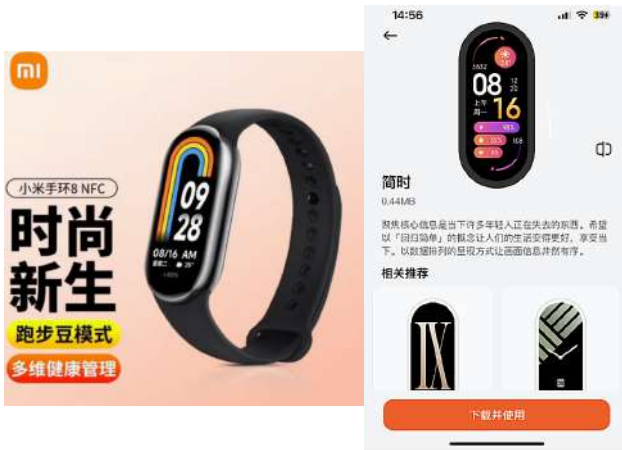 mi
小米手环8 NFC
时尚
新生
跑步豆模式
多维健康管理
09
28
08/16 AM
14:56
08
上午
周一
16
简时
0.44MB
聚焦核心信息是当下许多年轻人正在失去的东西。希望
以「回归简单」的概念让人们的生活变得更好，享受当
下。以数据排列的呈现方式让画面信息井然有序。
相关推荐
IX
下载并使用